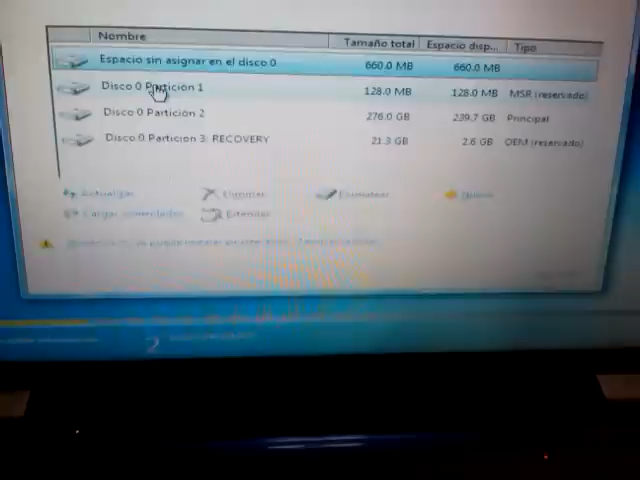 Nombre Tamaño total Espacio disp... Tipo
Espacio sin asignar en el disco 0 660.0 MB 660.0 MB
Disco 0 Partición 1 128.0 MB 128.0 MB MSR (reservado)
Disco 0 Partición 2 276.0 GB 239.7 GB Principal
Disco 0 Partición 3: RECOVERY 21.3 GB 2.6 GB OEM (reservado)
Actualizar Eliminar Formatear
Cargar controlador Extender
2